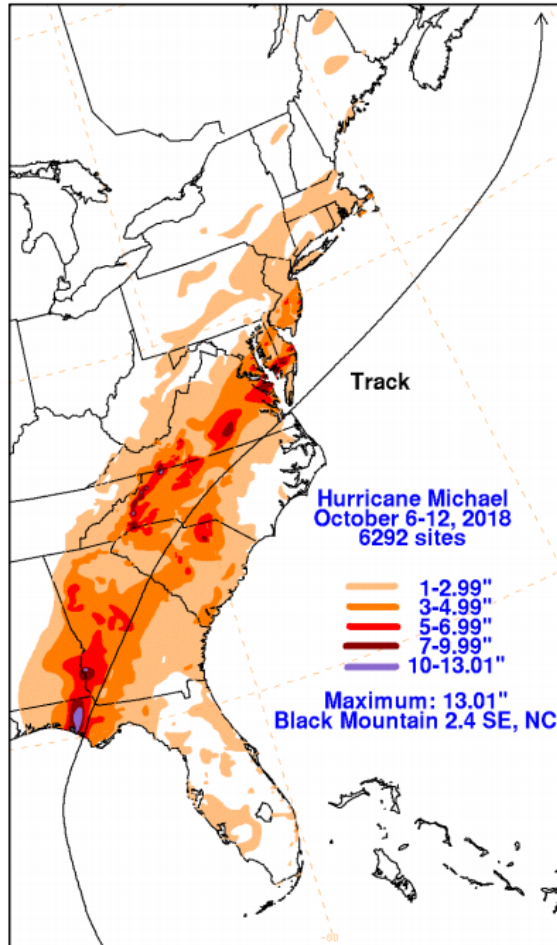 Track
Hurricane Michael
October 6-12, 2018
6292 sites
1-2.99"
3-4.99"
5-6.99"
7-9.99"
10-13.01"
Maximum: 13.01"
Black Mountain 2.4 SE, NC
-80